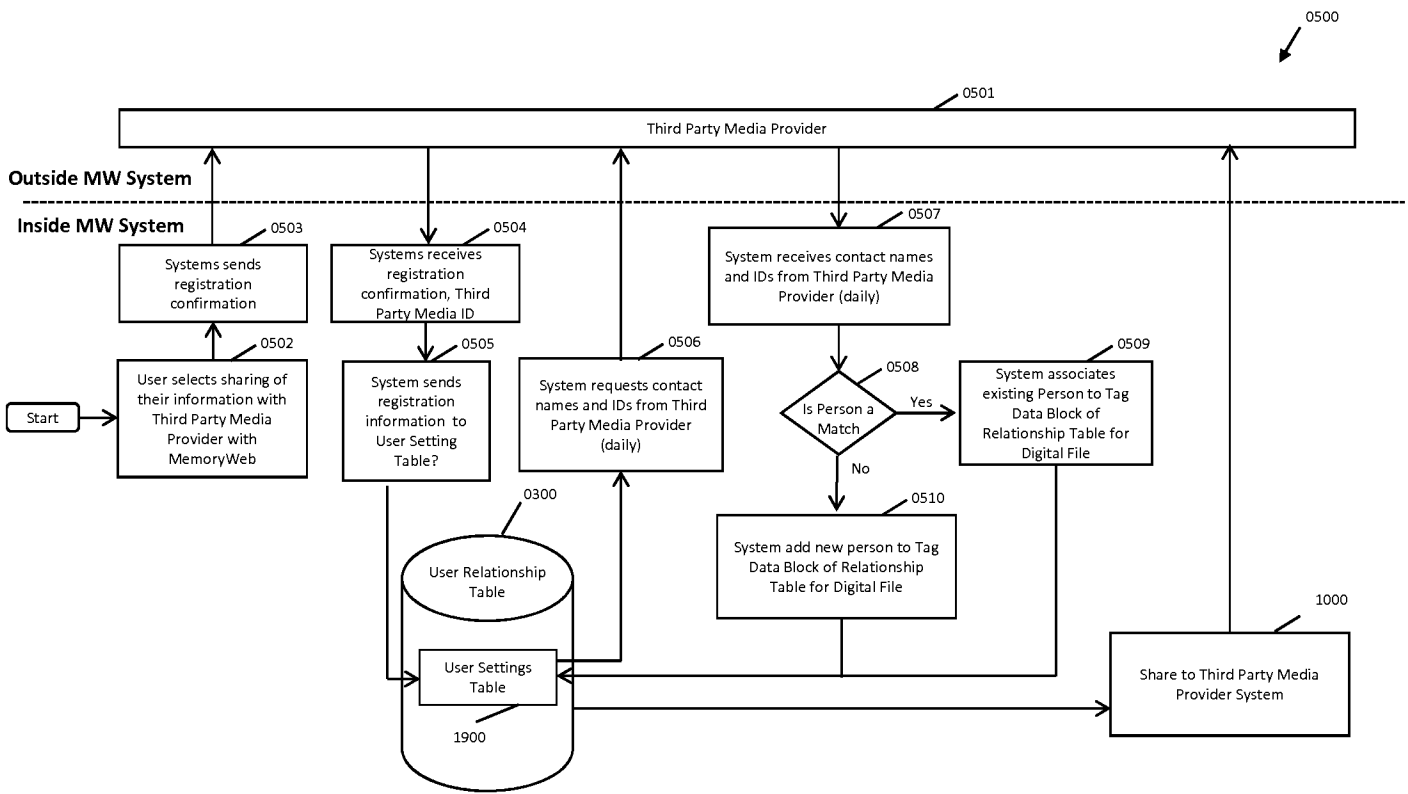 0500
0501
Third Party Media Provider
Outside MW System
Inside MW System
0503
Systems sends
registration
confirmation
0504
Systems receives
registration
confirmation, Third
Party Media ID
0507
System receives contact names
and IDs from Third Party Media
Provider (daily)
0502
User selects sharing of
their information with
Third Party Media
Provider with
MemoryWeb
Start
0505
System sends
registration
information to
User Setting
Table?
0506
System requests contact
names and IDs from Third
Party Media Provider
(daily)
0508
Is Person a
Match
Yes
No
0509
System associates
existing Person to Tag
Data Block of
Relationship Table for
Digital File
0510
System add new person to Tag
Data Block of Relationship
Table for Digital File
0300
User Relationship
Table
User Settings
Table
1900
1000
Share to Third Party Media
Provider System